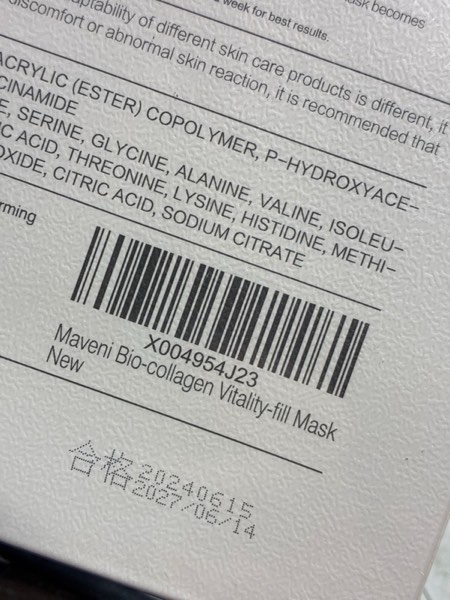 ask becomes
week for best results.
aptability of different skin care products is different, it
discomfort or abnormal skin reaction, it is recommended that
ACRYLIC (ESTER) COPOLYMER, P-HYDROXYACE-
CINAMIDE
E, SERINE, GLYCINE, ALANINE, VALINE, ISOLEU-
IC ACID, THREONINE, LYSINE, HISTIDINE, METHI-
OXIDE, CITRIC ACID, SODIUM CITRATE
rming
X004954J23
Maveni Bio-collagen Vitality-fill Mask
New
合格 20240615
2027/06/14